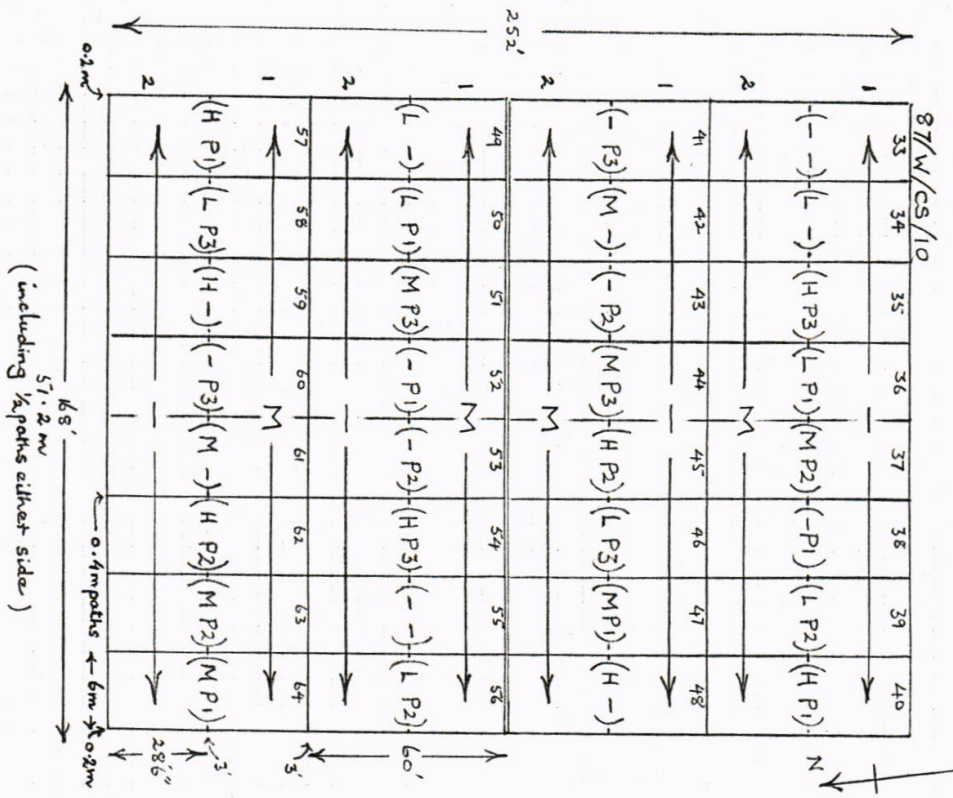 87/W/CS/10
33 34 35 36 37 38 39 40
1 I
(- -) (L -) (H P3) (L P1) (M P2) (- P1) (L P2) (H P1)
N
2 M
41 42 43 44 45 46 47 48
1 I
(- P3) (M -) (- P2) (M P3) (H P2) (L P3) (M P1) (H -)
2 M
252'
49 50 51 52 53 54 55 56
1 M
(L -) (L P1) (M P3) (- P1) (- P2) (H P3) (- -) (L P2)
60'
2 I
57 58 59 60 61 62 63 64
3'
1 M
(H P1) (L P3) (H -) (- P3) (M -) (H P2) (M P2) (M P1)
3'
2 I
28'6"
0.2m 0.4m paths 6m 0.2m
168'
51.2 m
(including ½ paths either side)